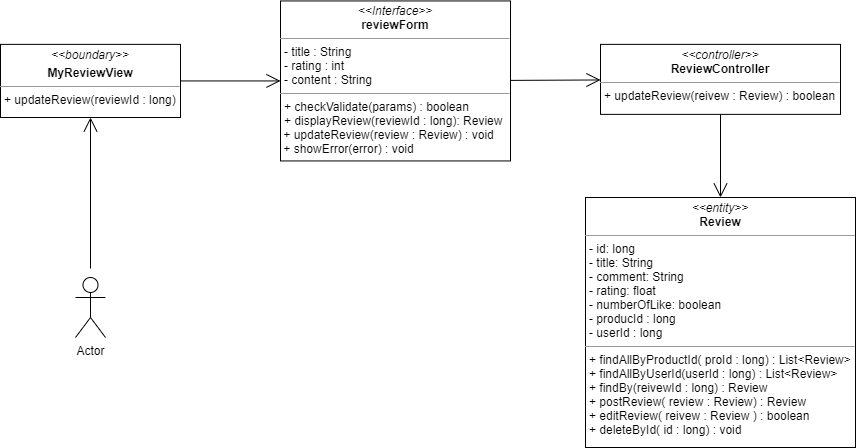 <<boundary>>
MyReviewView
+ updateReview(reviewId : long)
<<Interface>>
reviewForm
- title : String
- rating : int
- content : String
+ checkValidate(params) : boolean
+ displayReview(reviewId : long): Review
+ updateReview(review : Review) : void
+ showError(error) : void
<<controller>>
ReviewController
+ updateReview(reivew : Review) : boolean
<<entity>>
Review
- id: long
- title: String
- comment: String
- rating: float
- numberOfLike: boolean
- producId : long
- userId : long
+ findAllByProductId( proId : long) : List<Review>
+ findAllByUserId(userId : long) : List<Review>
+ findBy(reivewId : long) : Review
+ postReview( review : Review) : Review
+ editReview( reivew : Review ) : boolean
+ deleteById( id : long) : void
Actor